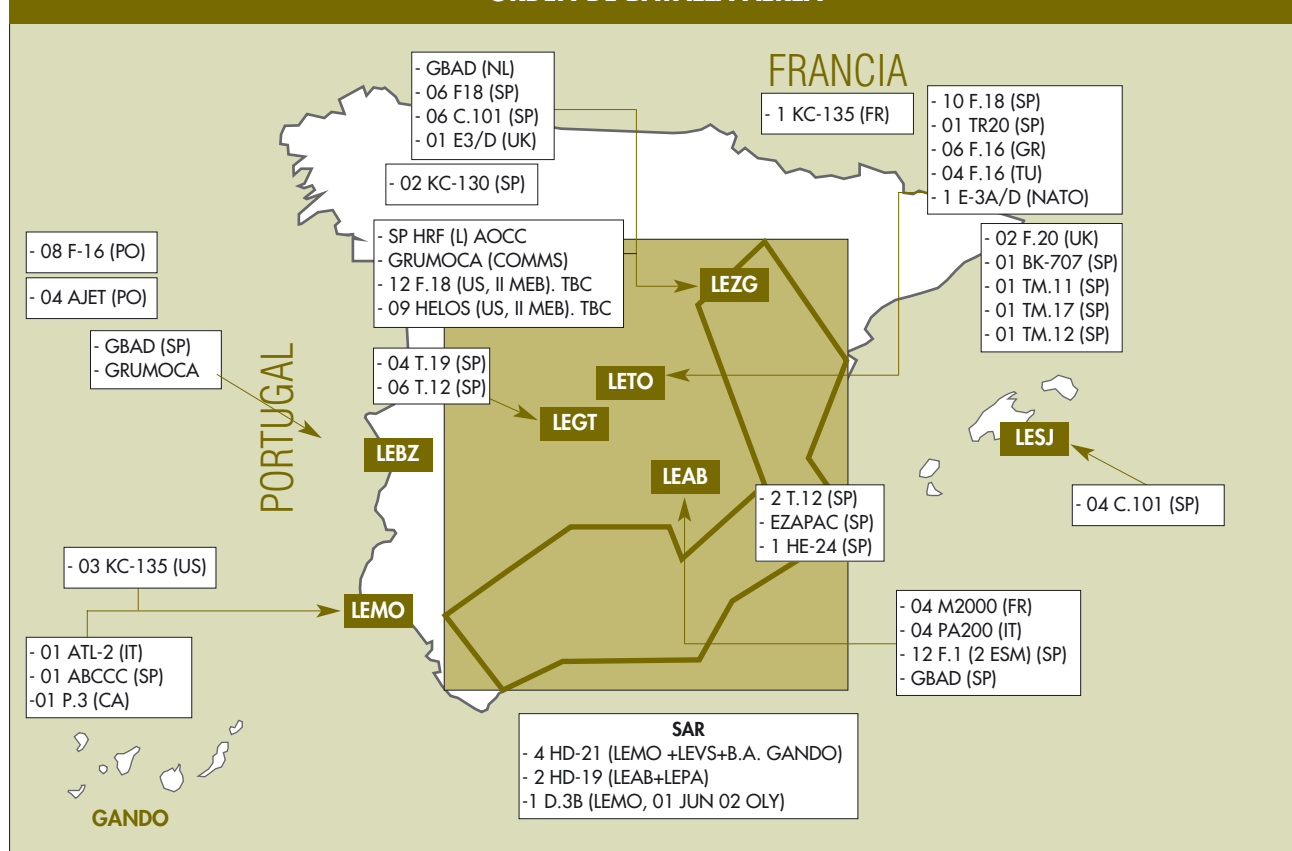 FRANCIA
- GBAD (NL)
- 06 F18 (SP)
- 06 C.101 (SP)
- 01 E3/D (UK)
- 1 KC-135 (FR)
- 10 F.18 (SP)
- 01 TR20 (SP)
- 06 F.16 (GR)
- 04 F.16 (TU)
- 1 E-3A/D (NATO)
- 02 KC-130 (SP)
- SP HRF (L) AOCC
- GRUMOCA (COMMS)
- 12 F.18 (US, II MEB). TBC
- 09 HELOS (US, II MEB). TBC
- 02 F.20 (UK)
- 01 BK-707 (SP)
- 01 TM.11 (SP)
- 01 TM.17 (SP)
- 01 TM.12 (SP)
- 08 F-16 (PO)
- 04 AJET (PO)
- GBAD (SP)
- GRUMOCA
PORTUGAL
- 04 T.19 (SP)
- 06 T.12 (SP)
LEZG
LETO
LEGT
LEBZ
LEAB
LESJ
- 2 T.12 (SP)
- EZAPAC (SP)
- 1 HE-24 (SP)
- 04 C.101 (SP)
- 03 KC-135 (US)
LEMO
- 01 ATL-2 (IT)
- 01 ABCCC (SP)
-01 P.3 (CA)
- 04 M2000 (FR)
- 04 PA200 (IT)
- 12 F.1 (2 ESM) (SP)
- GBAD (SP)
SAR
- 4 HD-21 (LEMO +LEVS+B.A. GANDO)
- 2 HD-19 (LEAB+LEPA)
-1 D.3B (LEMO, 01 JUN 02 OLY)
GANDO